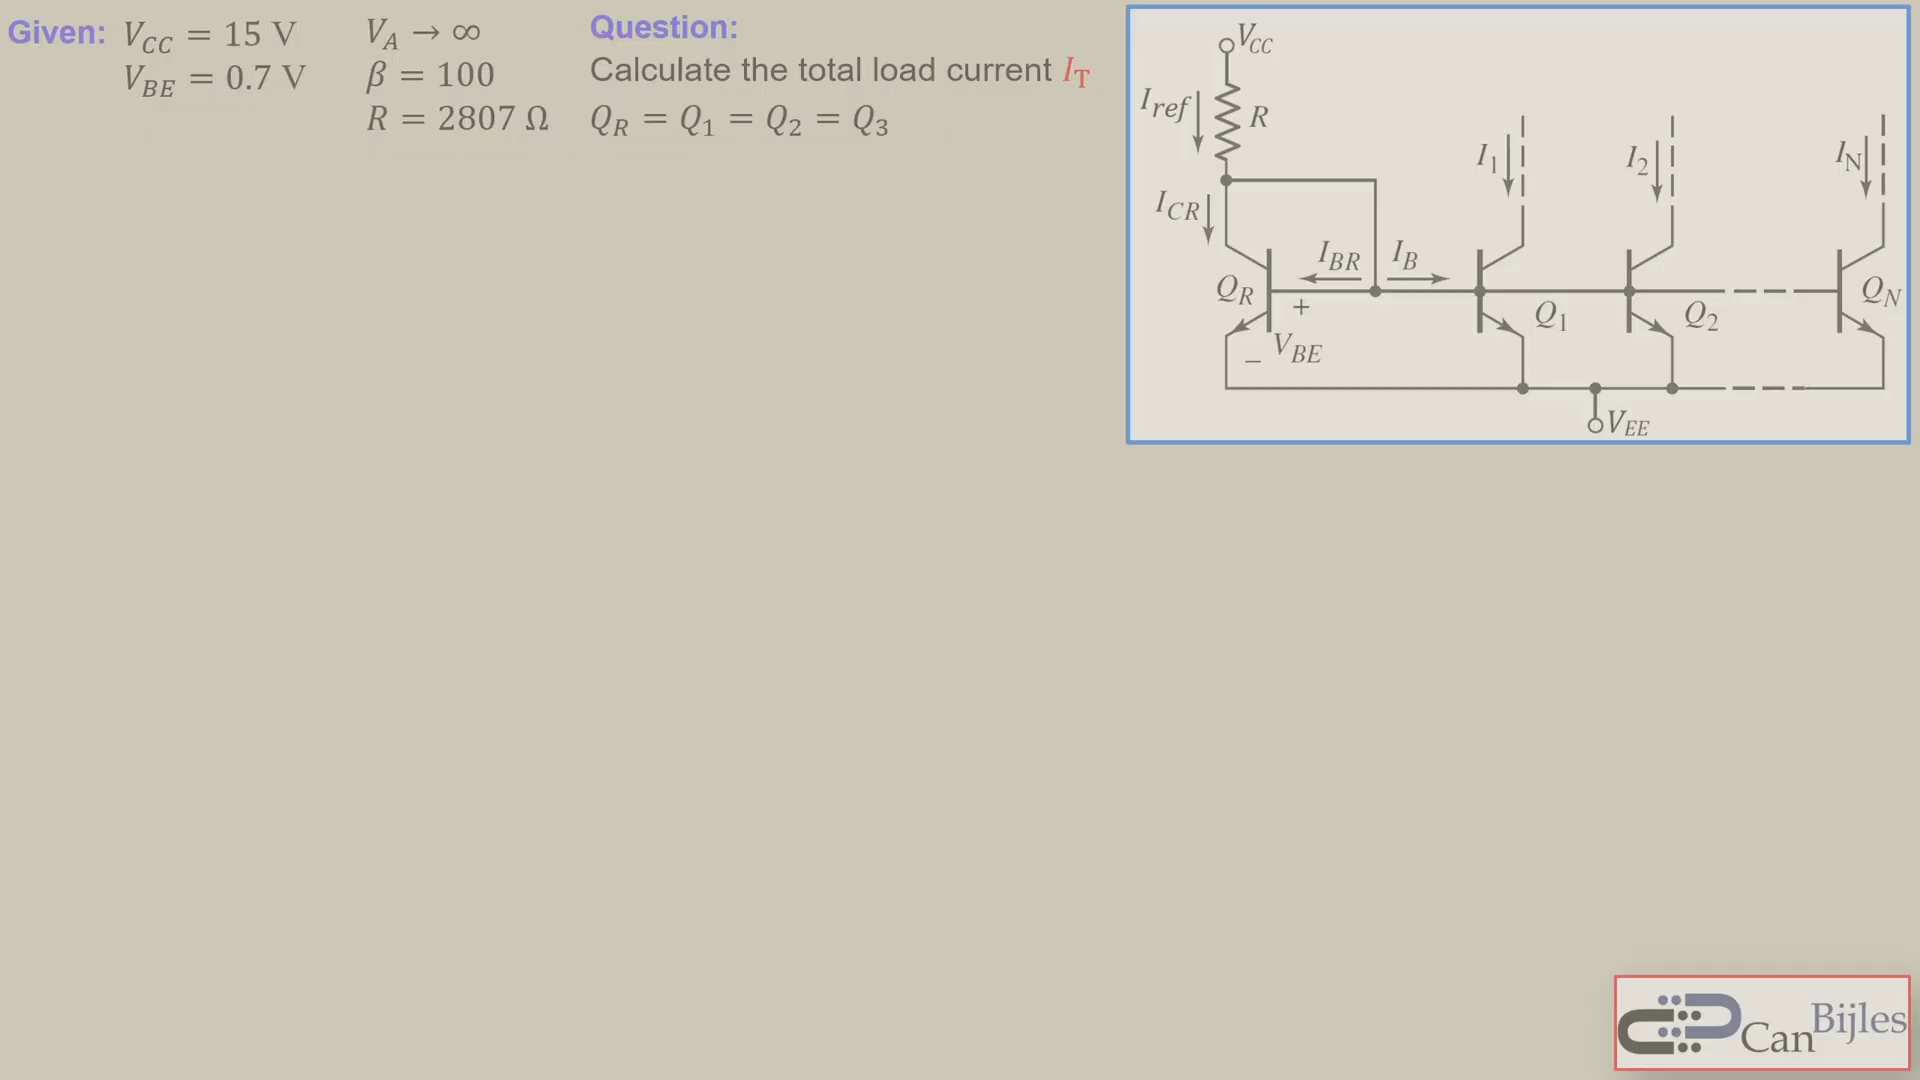 Given: V_CC = 15 V
V_BE = 0.7 V
V_A → ∞
β = 100
R = 2807 Ω
Question:
Calculate the total load current I_T
Q_R = Q_1 = Q_2 = Q_3
V_CC
I_ref
R
I_1
I_2
I_N
I_CR
I_BR
I_B
Q_R
+
Q_1
Q_2
Q_N
V_BE
−
V_EE
Can Bijles